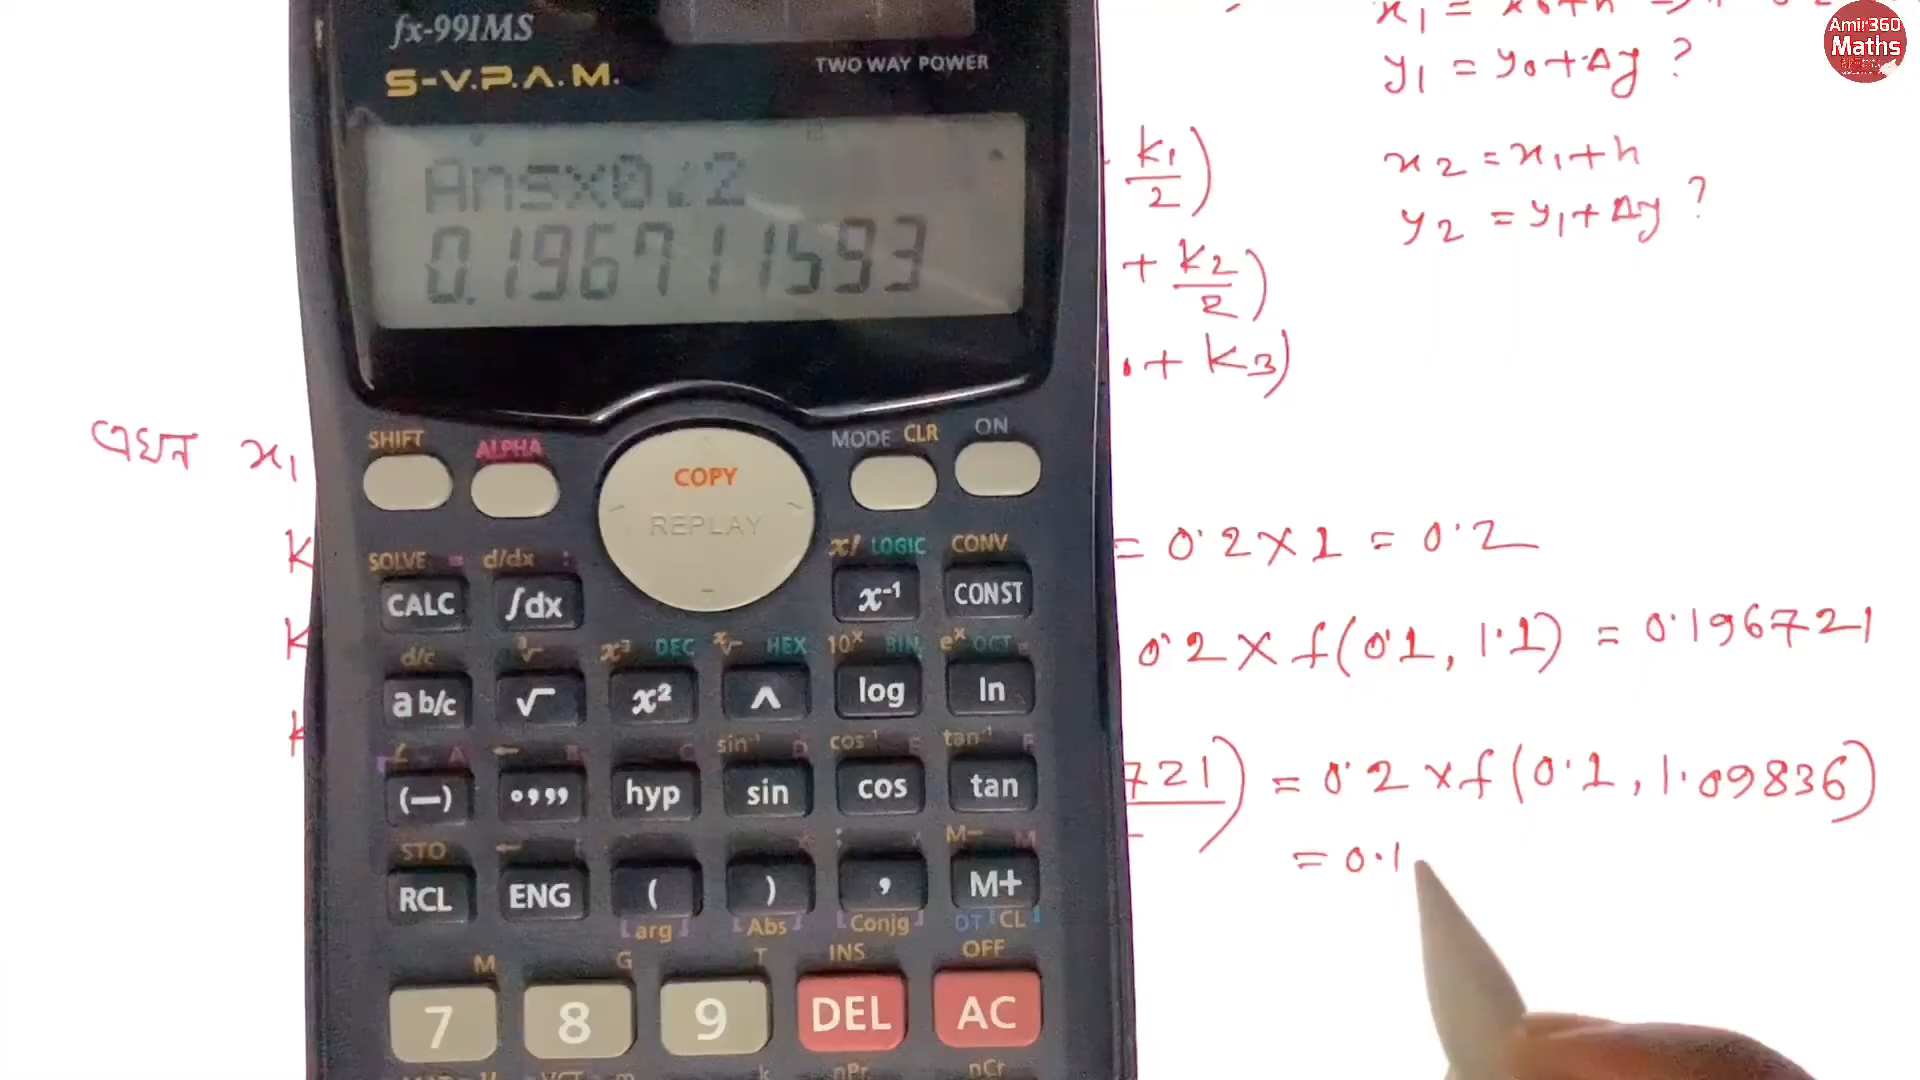 fx-991MS
S-V.P.A.M.
TWO WAY POWER
Amir360
Maths
Ans×0.2
0.196711593
y₁ = y₀ + Δy ?
k₁/2)
x₂ = x₁ + h
y₂ = y₁ + Δy ?
+ k₂/2)
+ k₃)
এখন x₁
SHIFT ALPHA COPY REPLAY MODE CLR ON
K = 0.2 × 1 = 0.2
SOLVE = d/dx : x! LOGIC CONV
CALC ∫dx x⁻¹ CONST
K 0.2 × f(0.1, 1.1) = 0.196721
d/c ³√ x³ DEC ˣ√ HEX 10ˣ BIN eˣ OCT
a b/c √ x² ^ log ln
k 721) = 0.2 × f(0.1, 1.09836)
∠ A ← B C sin⁻¹ D cos⁻¹ E tan⁻¹ F
(—) °,,, hyp sin cos tan
= 0.1
STO ← ; M- M
RCL ENG ( ) , M+
arg Abs Conjg DT CL
M G T INS OFF
7 8 9 DEL AC
nPr nCr